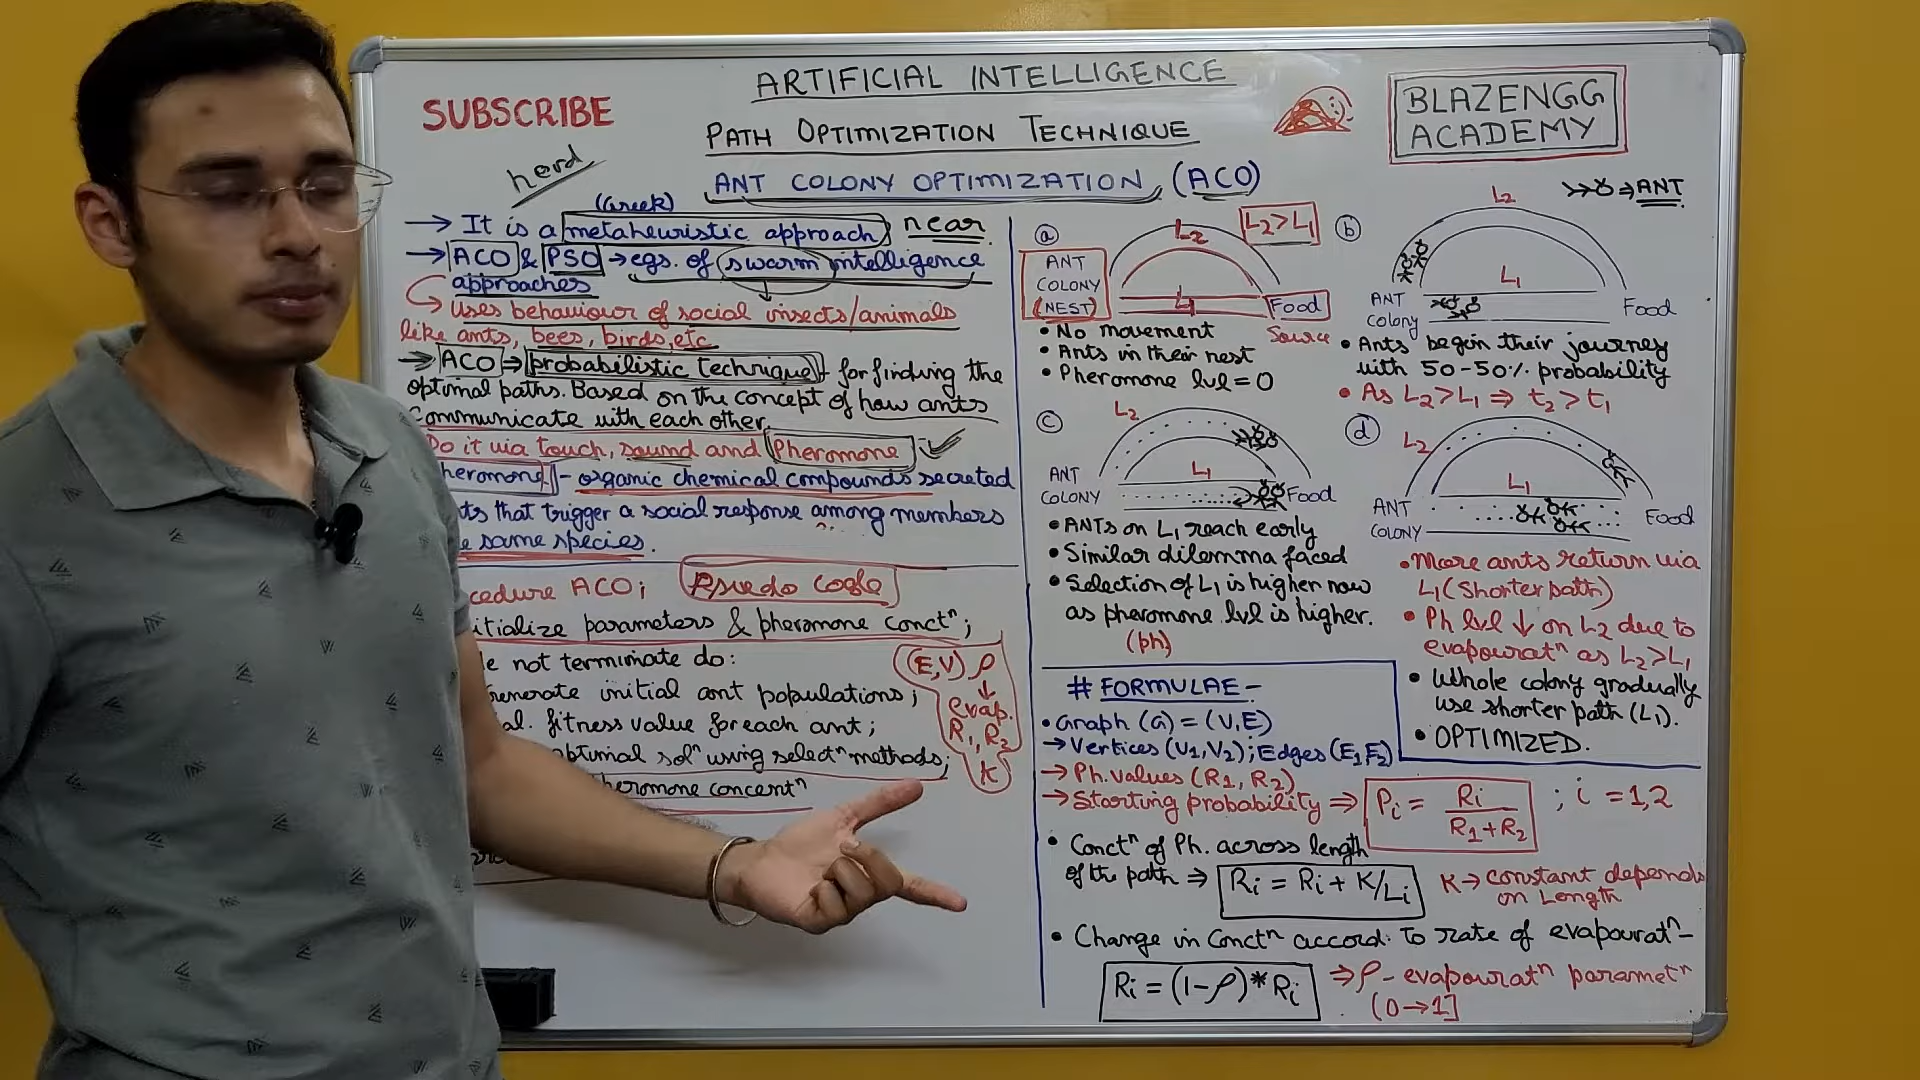 ARTIFICIAL INTELLIGENCE
SUBSCRIBE
PATH OPTIMIZATION TECHNIQUE
BLAZENGG
ACADEMY
ANT COLONY OPTIMIZATION (ACO)
(Greek)
→ It is a metaheuristic approach near
→ ACO & PSO → egs. of swarm intelligence
approaches
→ Uses behaviour of social insects/animals
like ants, bees, birds, etc
→ ACO ⇒ probabilistic technique for finding the
optimal paths. Based on the concept of how ants
communicate with each other.
Do it via touch, sound and Pheromone
heromone - organic chemical compounds secreted
ts that trigger a social response among members
e same species.
cedure ACO; Psuedo code
itialize parameters & pheromone conctⁿ;
le not terminate do:
Generate initial ant populations;
al. fitness value for each ant;
optimal solⁿ using selectⁿ methods;
heromone concentⁿ
(E,V) ρ
↓
evap.
R₁, R₂
K
(a)
L₂
L₂>L₁
ANT
COLONY
(NEST)
L₁
Food
Source
• No movement
• Ants in their nest
• Pheromone lvl = 0
(b)
L₂
⇒ ANT
L₁
ANT
Colony
Food
• Ants begin their journey
with 50-50% probability
• As L₂>L₁ ⇒ t₂>t₁
(c)
L₂
L₁
ANT
COLONY
Food
• ANTs on L₁ reach early
• Similar dilemma faced
• Selection of L₁ is higher now
as pheromone lvl is higher.
(ph)
(d)
L₂
L₁
ANT
COLONY
Food
• More ants return via
L₁ (Shorter path)
• Ph lvl ↓ on L₂ due to
evapouratⁿ as L₂>L₁
• Whole colony gradually
use shorter path (L₁).
• OPTIMIZED.
# FORMULAE -
• Graph (G) = (V,E)
→ Vertices (V₁,V₂); Edges (E₁E₂)
→ Ph. values (R₁, R₂)
→ Starting probability ⇒ Pi = Ri / R₁+R₂ ; i = 1,2
• Conctⁿ of Ph. across length
of the path ⇒ Ri = Ri + K/Li K → constant depends
on Length
• Change in Conctⁿ accord. to rate of evapouratⁿ -
Ri = (1-ρ)*Ri ⇒ ρ - evapouratⁿ parametⁿ
(0→1]